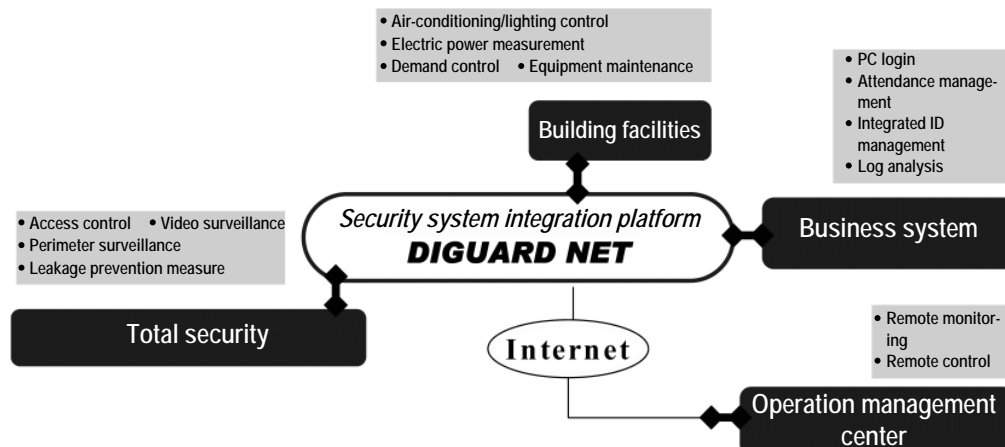 • Air-conditioning/lighting control
• Electric power measurement
• Demand control • Equipment maintenance
Building facilities
• PC login
• Attendance manage-
ment
• Integrated ID
management
• Log analysis
Business system
Security system integration platform
DIGUARD NET
• Access control • Video surveillance
• Perimeter surveillance
• Leakage prevention measure
Total security
Internet
• Remote monitor-
ing
• Remote control
Operation management
center